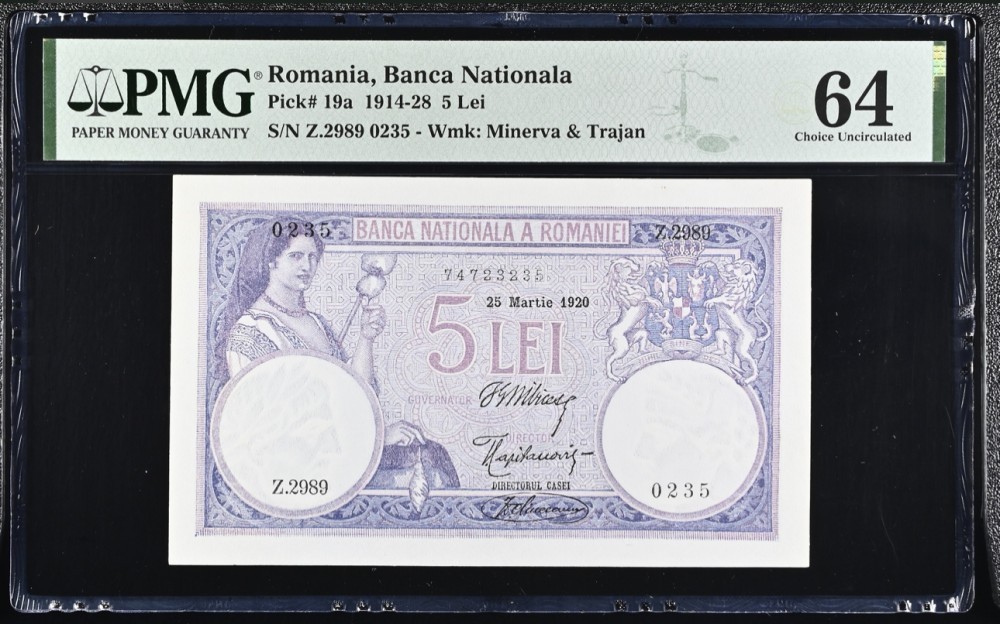 PMG®
PAPER MONEY GUARANTY
Romania, Banca Nationala
Pick# 19a 1914-28 5 Lei
S/N Z.2989 0235 - Wmk: Minerva & Trajan
64
Choice Uncirculated
0235
BANCA NATIONALA A ROMANIEI
Z.2989
74723235
25 Martie 1920
5 LEI
GUVERNATOR
DIRECTOR
DIRECTORUL CASEI
Z.2989
0235